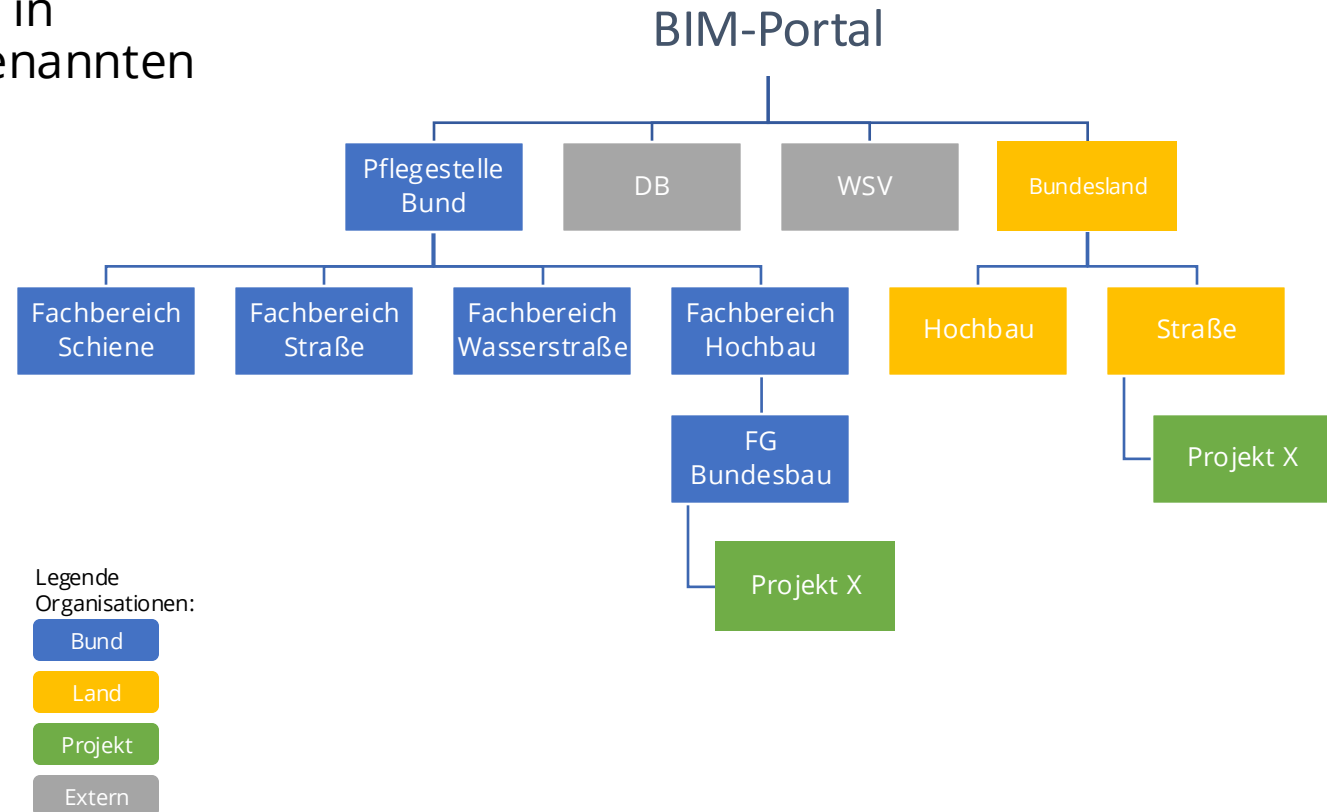 in
enannten
BIM-Portal
Pflegestelle
Bund
DB
WSV
Bundesland
Fachbereich
Schiene
Fachbereich
Straße
Fachbereich
Wasserstraße
Fachbereich
Hochbau
Hochbau
Straße
FG
Bundesbau
Projekt X
Projekt X
Legende
Organisationen:
Bund
Land
Projekt
Extern